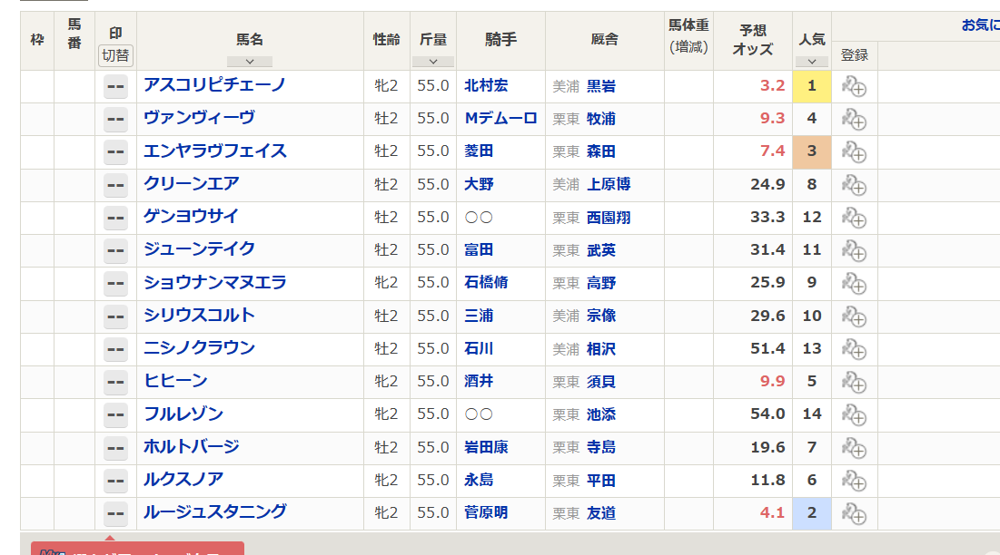 枠 馬番 印 切替 馬名 性齢 斤量 騎手 厩舎 馬体重 (増減) 予想オッズ 人気 お気に
登録
-- アスコリピチェーノ 牝2 55.0 北村宏 美浦 黒岩 3.2 1
-- ヴァンヴィーヴ 牡2 55.0 Mデムーロ 栗東 牧浦 9.3 4
-- エンヤラヴフェイス 牡2 55.0 菱田 栗東 森田 7.4 3
-- クリーンエア 牡2 55.0 大野 美浦 上原博 24.9 8
-- ゲンヨウサイ 牡2 55.0 ○○ 栗東 西園翔 33.3 12
-- ジューンテイク 牡2 55.0 富田 栗東 武英 31.4 11
-- ショウナンマヌエラ 牝2 55.0 石橋脩 栗東 高野 25.9 9
-- シリウスコルト 牡2 55.0 三浦 美浦 宗像 29.6 10
-- ニシノクラウン 牡2 55.0 石川 美浦 相沢 51.4 13
-- ヒヒーン 牝2 55.0 酒井 栗東 須貝 9.9 5
-- フルレゾン 牝2 55.0 ○○ 栗東 池添 54.0 14
-- ホルトバージ 牡2 55.0 岩田康 栗東 寺島 19.6 7
-- ルクスノア 牝2 55.0 永島 栗東 平田 11.8 6
-- ルージュスタニング 牝2 55.0 菅原明 栗東 友道 4.1 2